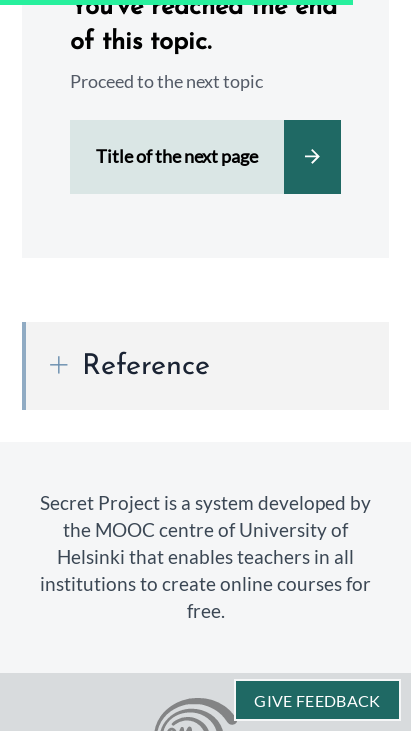 You've reached the end
of this topic.
Proceed to the next topic
Title of the next page
Reference
Secret Project is a system developed by
the MOOC centre of University of
Helsinki that enables teachers in all
institutions to create online courses for
free.
GIVE FEEDBACK